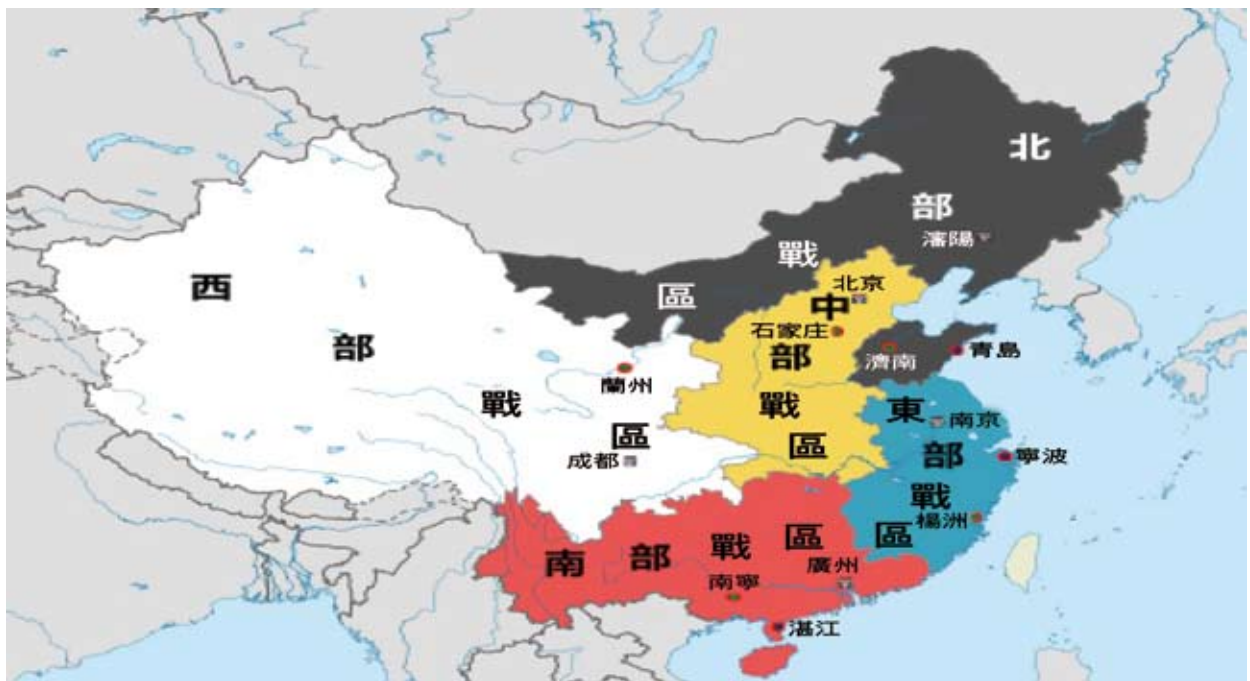 北部戰區
瀋陽
西部戰區
蘭州
成都
中部戰區
北京
石家庄
濟南
青島
東部戰區
南京
寧波
楊洲
南部戰區
廣州
南寧
湛江